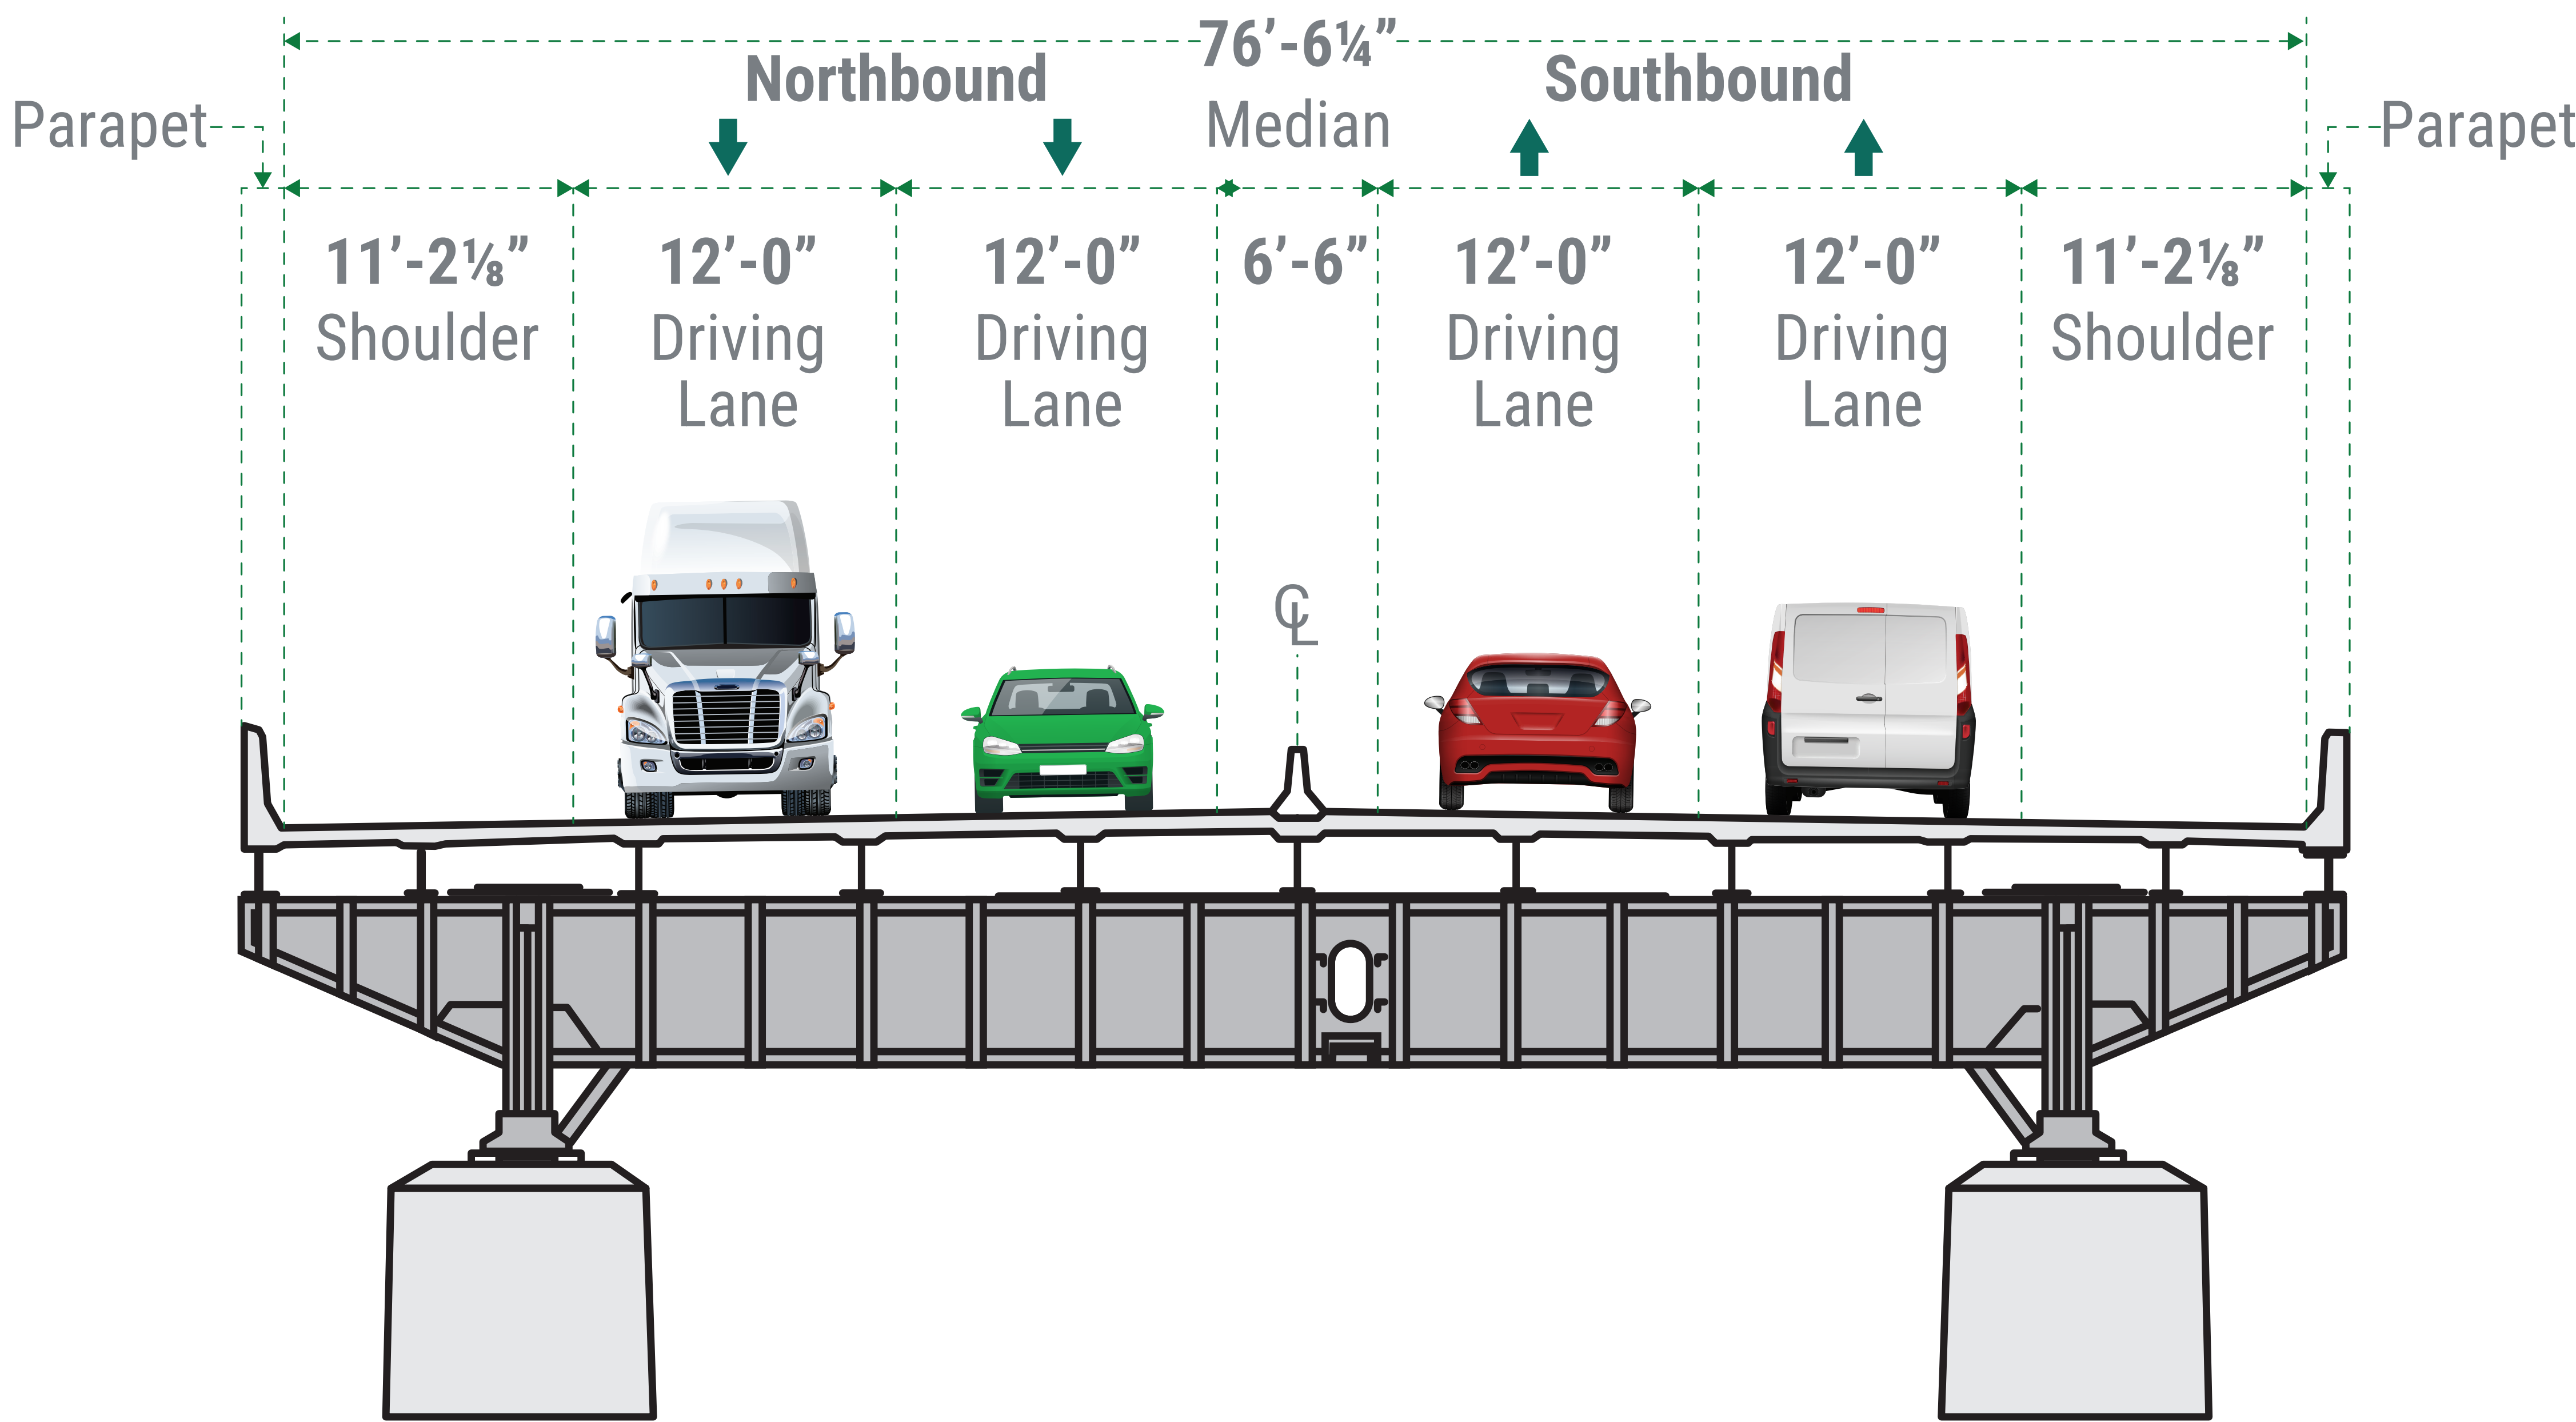 76’-6¼”
Northbound
Southbound
Parapet
Median
Parapet
11’-2⅛”
12’-0”
12’-0”
6’-6”
12’-0”
12’-0”
11’-2⅛”
Shoulder
Driving
Lane
Driving
Lane
Driving
Lane
Driving
Lane
Shoulder
℄